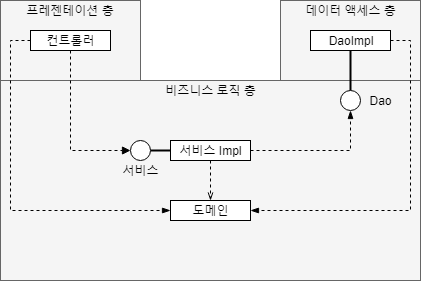 프레젠테이션 층
데이터 액세스 층
컨트롤러
DaoImpl
비즈니스 로직 층
Dao
서비스
서비스 Impl
도메인